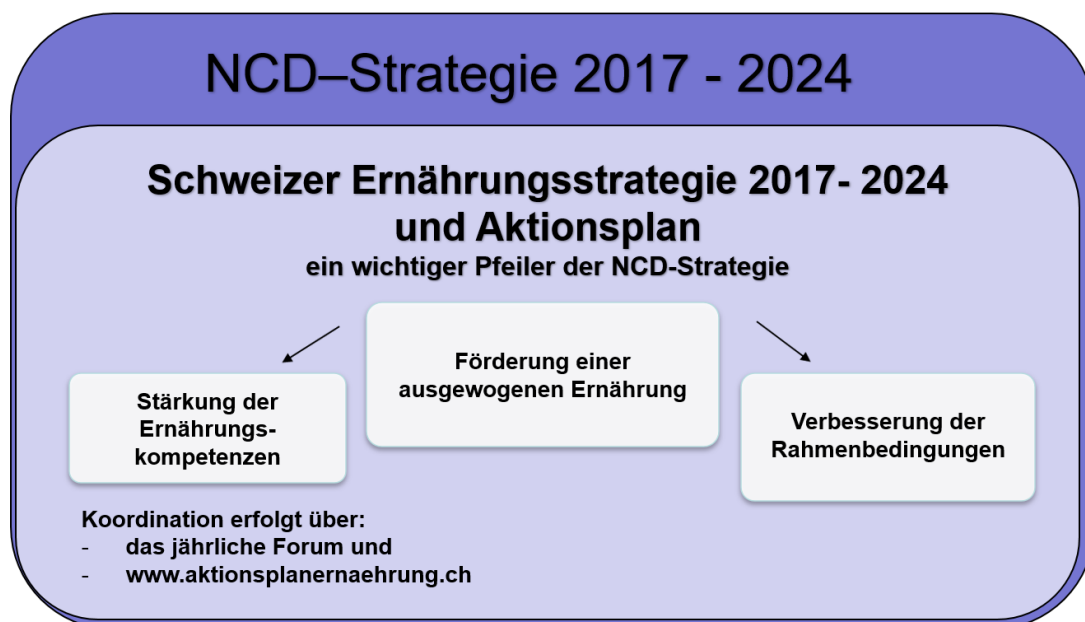 NCD–Strategie 2017 - 2024
Schweizer Ernährungsstrategie 2017- 2024
und Aktionsplan
ein wichtiger Pfeiler der NCD-Strategie
Förderung einer
ausgewogenen Ernährung
Stärkung der
Ernährungs-
kompetenzen
Verbesserung der
Rahmenbedingungen
Koordination erfolgt über:
- das jährliche Forum und
- www.aktionsplanernaehrung.ch